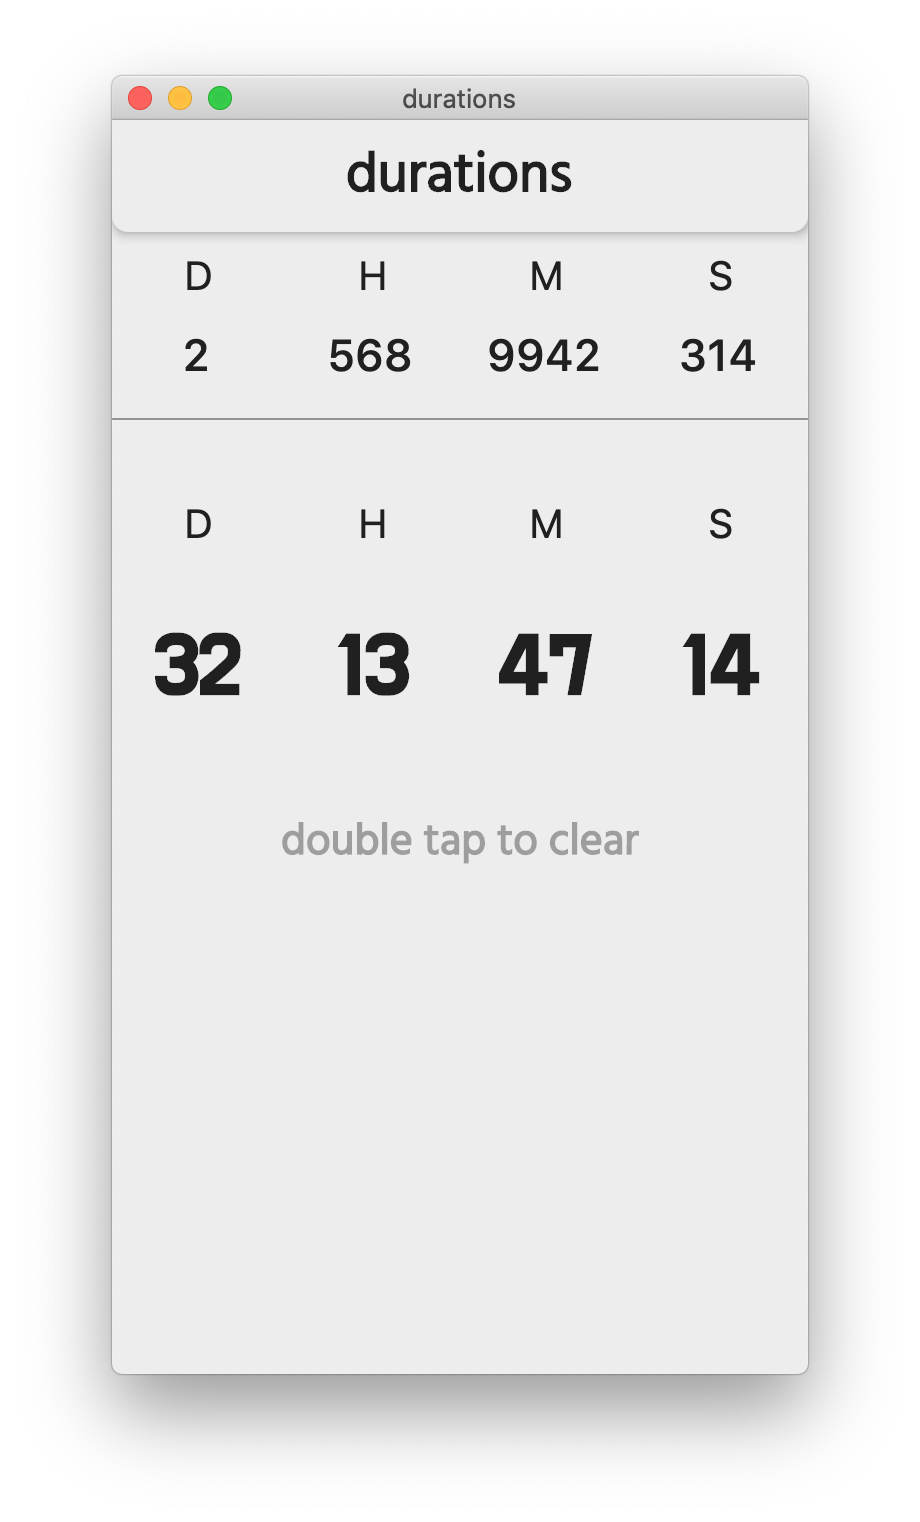 durations
durations
D H M S
2 568 9942 314
D H M S
32 13 47 14
double tap to clear